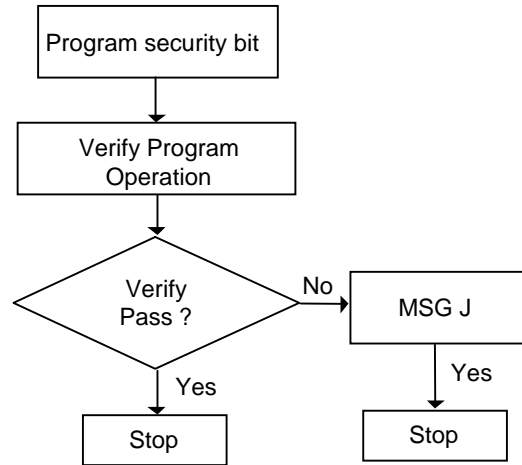 Program security bit
Verify Program
Operation
Verify
Pass ?
No
MSG J
Yes
Yes
Stop
Stop